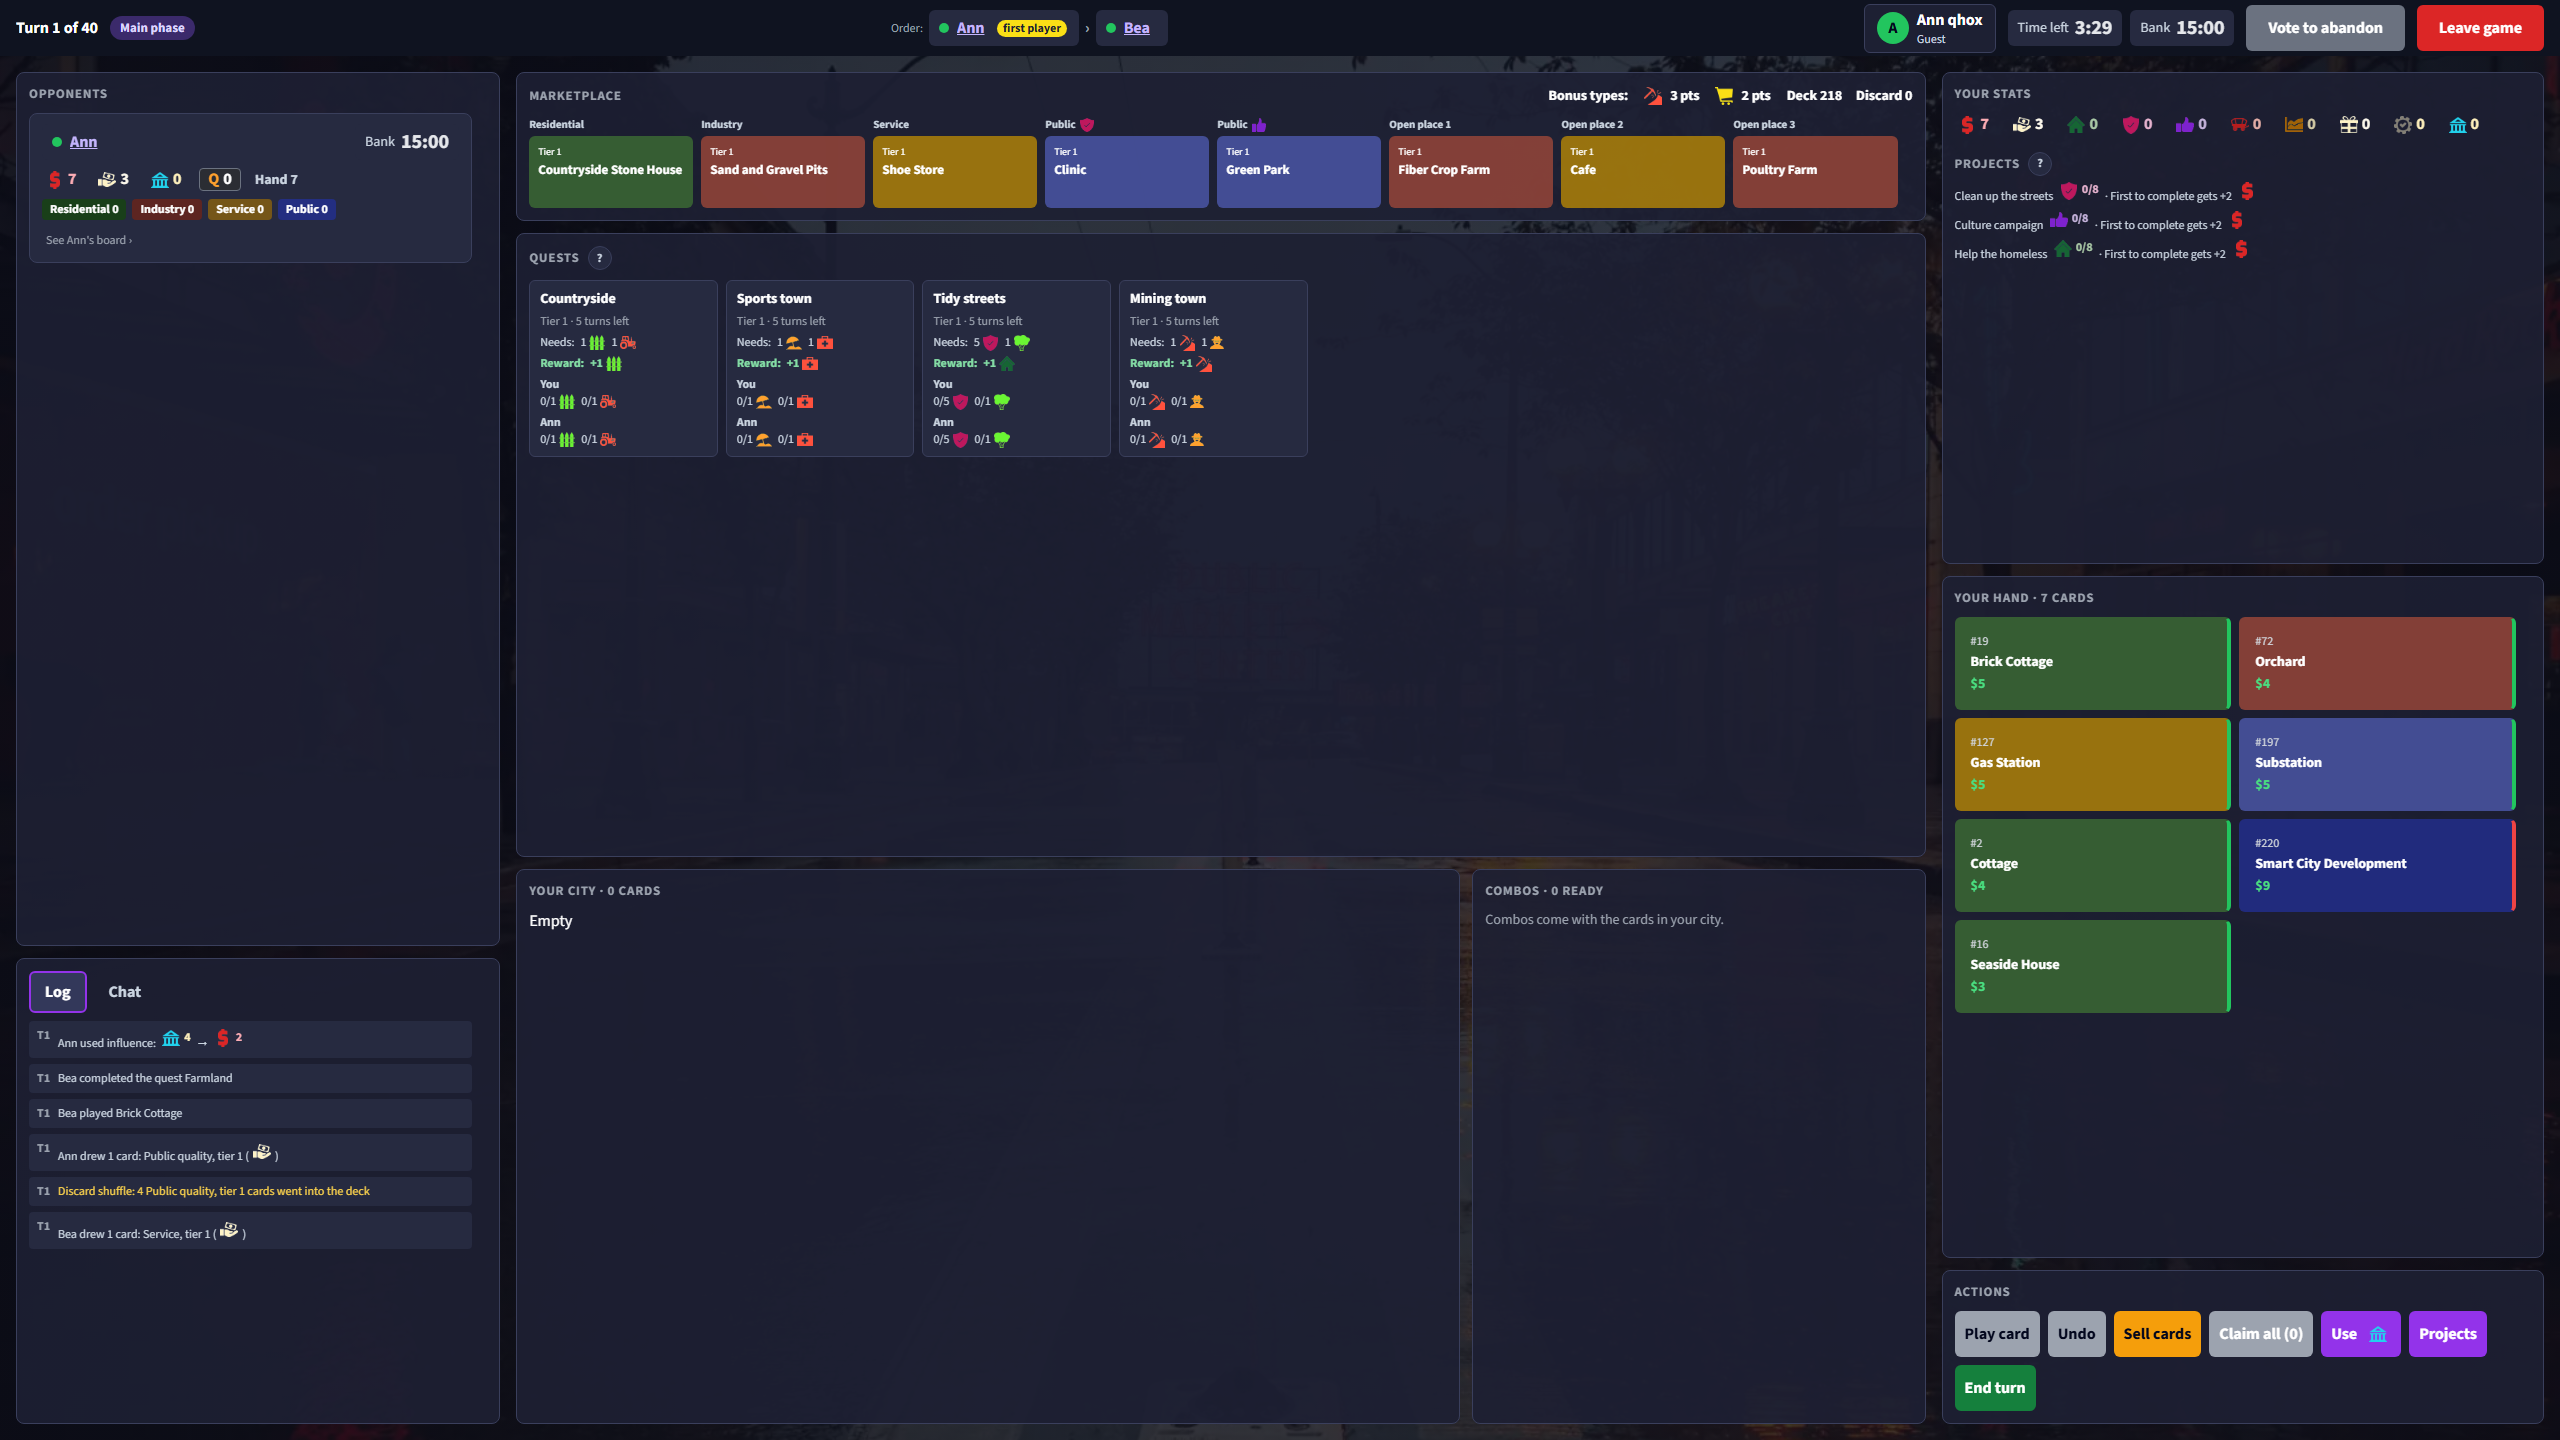 Turn 1 of 40 Main phase
Order: Ann first player › Bea
A Ann qhox
Guest
Time left 3:29 Bank 15:00 Vote to abandon Leave game
OPPONENTS
Ann Bank 15:00
7 3 0 Q 0 Hand 7
Residential 0 Industry 0 Service 0 Public 0
See Ann's board ›
MARKETPLACE Bonus types: 3 pts 2 pts Deck 218 Discard 0
Residential Industry Service Public Public Open place 1 Open place 2 Open place 3
Tier 1 Tier 1 Tier 1 Tier 1 Tier 1 Tier 1 Tier 1 Tier 1
Countryside Stone House Sand and Gravel Pits Shoe Store Clinic Green Park Fiber Crop Farm Cafe Poultry Farm
QUESTS ?
Countryside
Tier 1 · 5 turns left
Needs: 1 1
Reward: +1
You
0/1 0/1
Ann
0/1 0/1
Sports town
Tier 1 · 5 turns left
Needs: 1 1
Reward: +1
You
0/1 0/1
Ann
0/1 0/1
Tidy streets
Tier 1 · 5 turns left
Needs: 5 1
Reward: +1
You
0/5 0/1
Ann
0/5 0/1
Mining town
Tier 1 · 5 turns left
Needs: 1 1
Reward: +1
You
0/1 0/1
Ann
0/1 0/1
YOUR CITY · 0 CARDS
Empty
COMBOS · 0 READY
Combos come with the cards in your city.
YOUR STATS
$ 7 3 0 0 0 0 0 0 0 0
PROJECTS ?
Clean up the streets 0/8 · First to complete gets +2 $
Culture campaign 0/8 · First to complete gets +2 $
Help the homeless 0/8 · First to complete gets +2 $
YOUR HAND · 7 CARDS
#19
Brick Cottage
$5
#72
Orchard
$4
#127
Gas Station
$5
#197
Substation
$5
#2
Cottage
$4
#220
Smart City Development
$9
#16
Seaside House
$3
Log Chat
T1 Ann used influence: 4 → $ 2
T1 Bea completed the quest Farmland
T1 Bea played Brick Cottage
T1 Ann drew 1 card: Public quality, tier 1 ( )
T1 Discard shuffle: 4 Public quality, tier 1 cards went into the deck
T1 Bea drew 1 card: Service, tier 1 ( )
ACTIONS
Play card Undo Sell cards Claim all (0) Use Projects
End turn